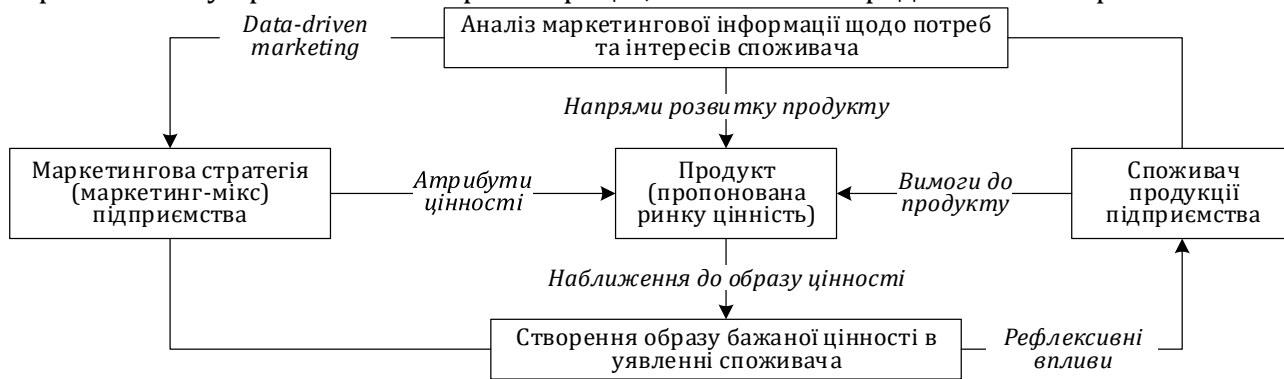 Data-driven
marketing
Аналіз маркетингової інформації щодо потреб
та інтересів споживача
Напрями розвитку продукту
Маркетингова стратегія
(маркетинг-мікс)
підприємства
Атрибути
цінності
Продукт
(пропонована
ринку цінність)
Вимоги до
продукту
Споживач
продукції
підприємства
Наближення до образу цінності
Створення образу бажаної цінності в
уявленні споживача
Рефлексивні
впливи